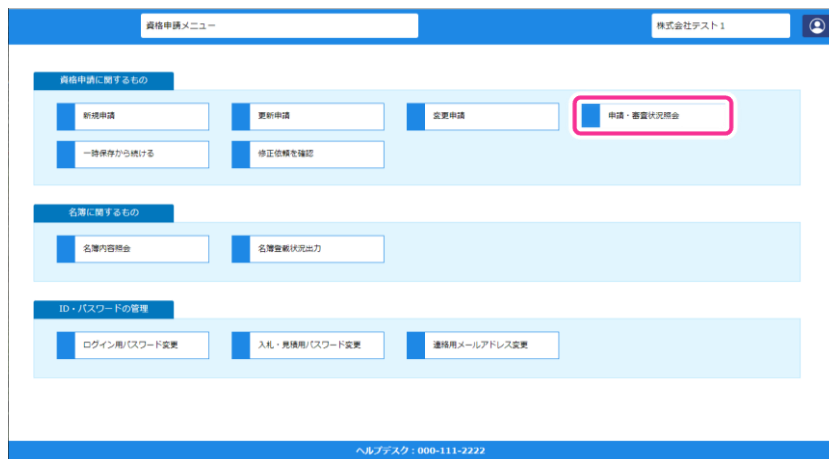 資格申請メニュー
株式会社テスト1
資格申請に関するもの
新規申請
更新申請
変更申請
申請・審査状況照会
一時保存から続ける
修正依頼を確認
名簿に関するもの
名簿内容照会
名簿登載状況出力
ID・パスワードの管理
ログイン用パスワード変更
入札・見積用パスワード変更
連絡用メールアドレス変更
ヘルプデスク：000-111-2222